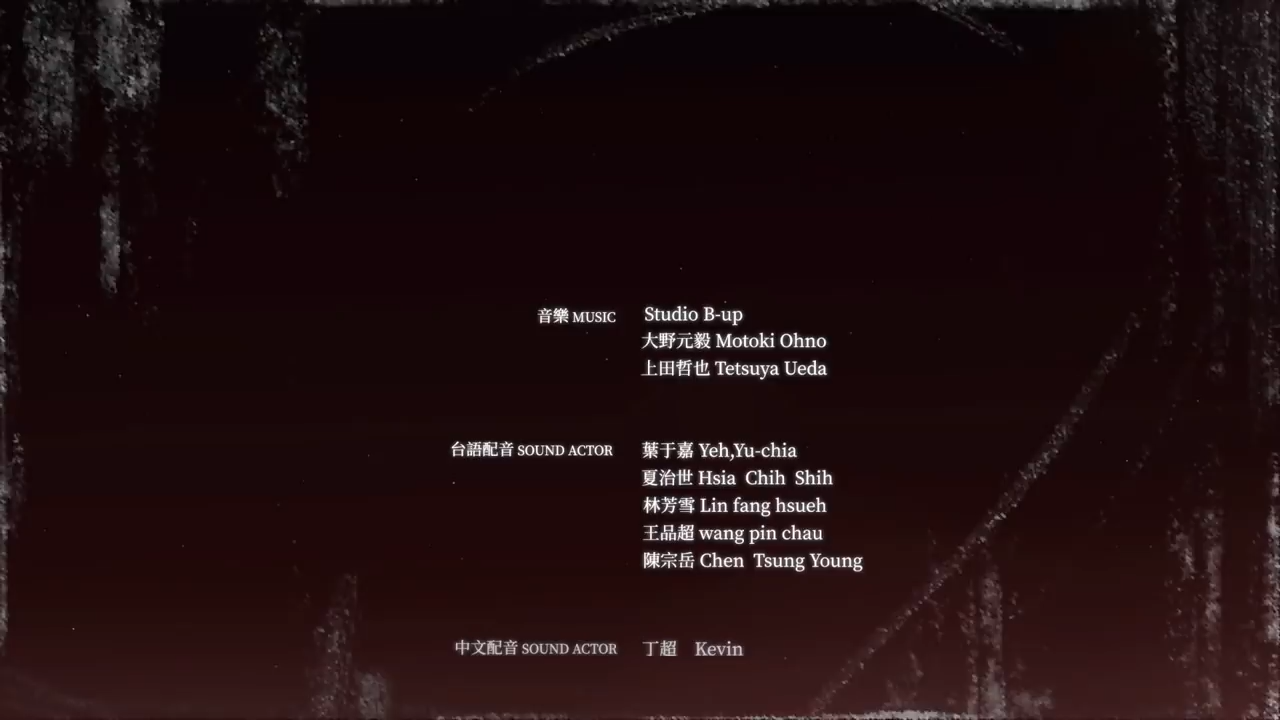 音樂 MUSIC Studio B-up
大野元毅 Motoki Ohno
上田哲也 Tetsuya Ueda
台語配音 SOUND ACTOR 葉于嘉 Yeh,Yu-chia
夏治世 Hsia Chih Shih
林芳雪 Lin fang hsueh
王品超 wang pin chau
陳宗岳 Chen Tsung Young
中文配音 SOUND ACTOR 丁超 Kevin